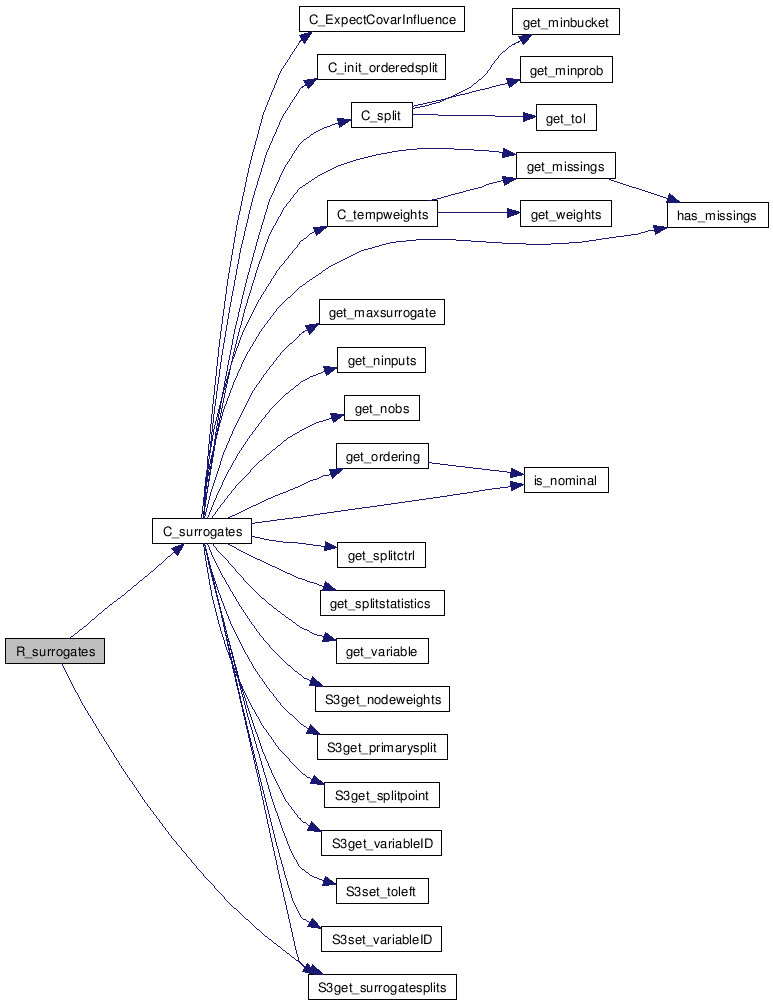 C_ExpectCovarInfluence
get_minbucket
C_init_orderedsplit
get_minprob
C_split
get_tol
get_missings
C_tempweights
get_weights
has_missings
get_maxsurrogate
get_ninputs
get_nobs
get_ordering
is_nominal
C_surrogates
get_splitctrl
get_splitstatistics
R_surrogates
get_variable
S3get_nodeweights
S3get_primarysplit
S3get_splitpoint
S3get_variableID
S3set_toleft
S3set_variableID
S3get_surrogatesplits